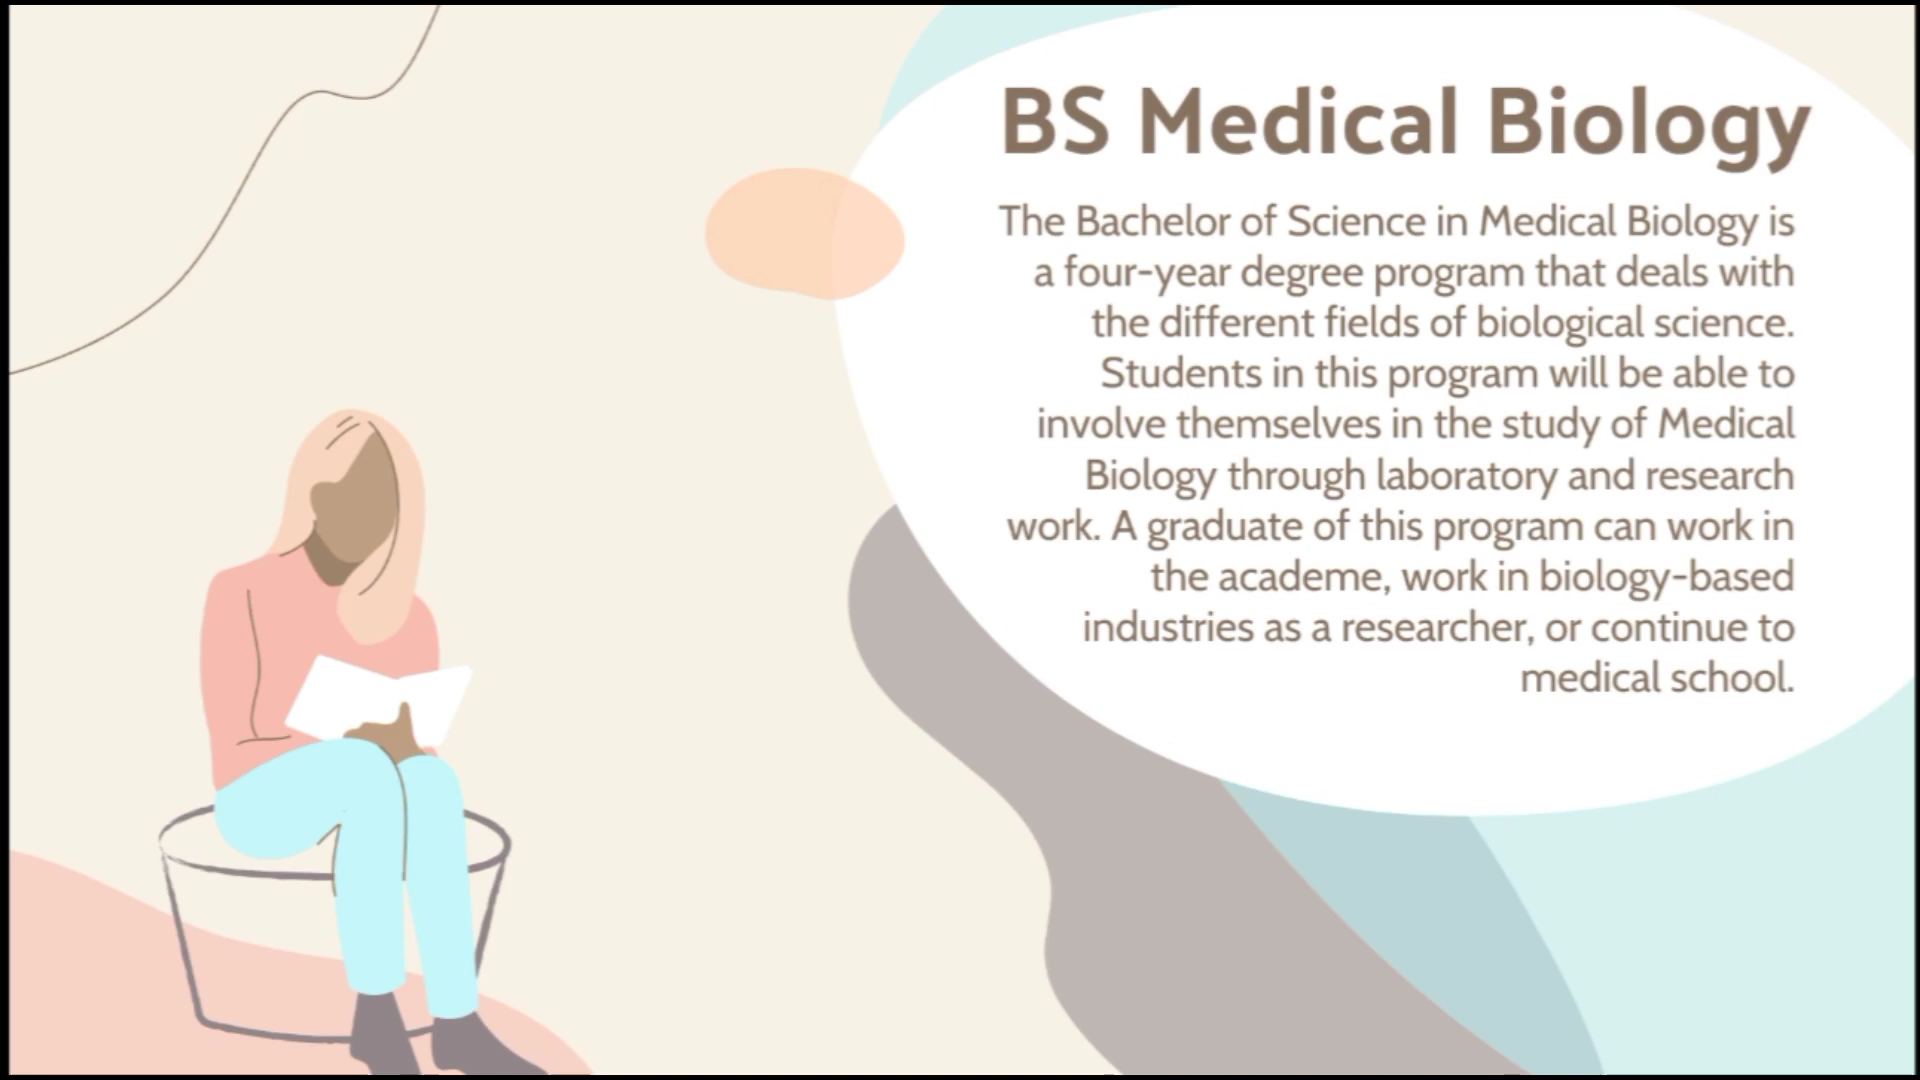 BS Medical Biology
The Bachelor of Science in Medical Biology is
a four-year degree program that deals with
the different fields of biological science.
Students in this program will be able to
involve themselves in the study of Medical
Biology through laboratory and research
work. A graduate of this program can work in
the academe, work in biology-based
industries as a researcher, or continue to
medical school.